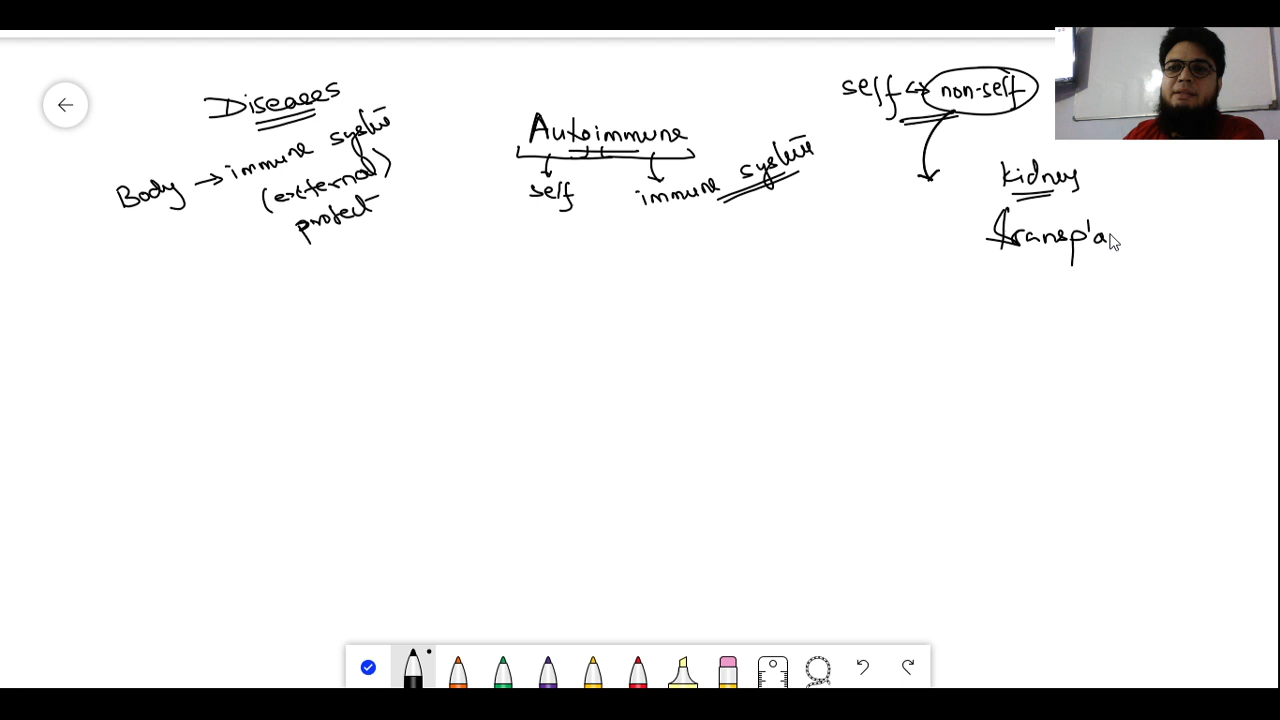 Diseases
Body → immune system
(external)
protect
Autoimmune
self
immune system
self ↔ non-self
kidney
transpla